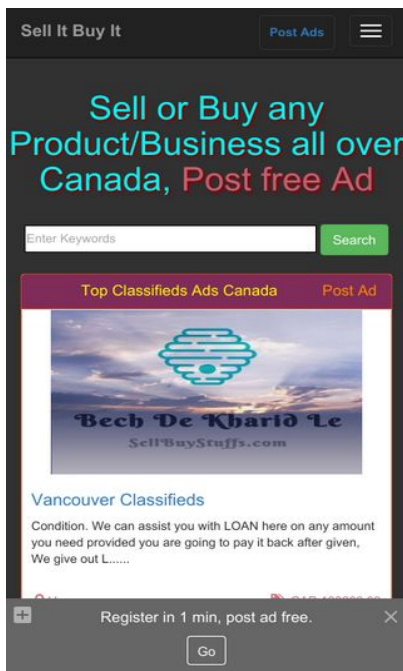 Sell It Buy It
Post Ads
Sell or Buy any
Product/Business all over
Canada, Post free Ad
Enter Keywords
Search
Top Classifieds Ads Canada
Post Ad
Bech De Kharid Le
SellBuyStuffs.com
Vancouver Classifieds
Condition. We can assist you with LOAN here on any amount
you need provided you are going to pay it back after given,
We give out L......
Register in 1 min, post ad free.
Go